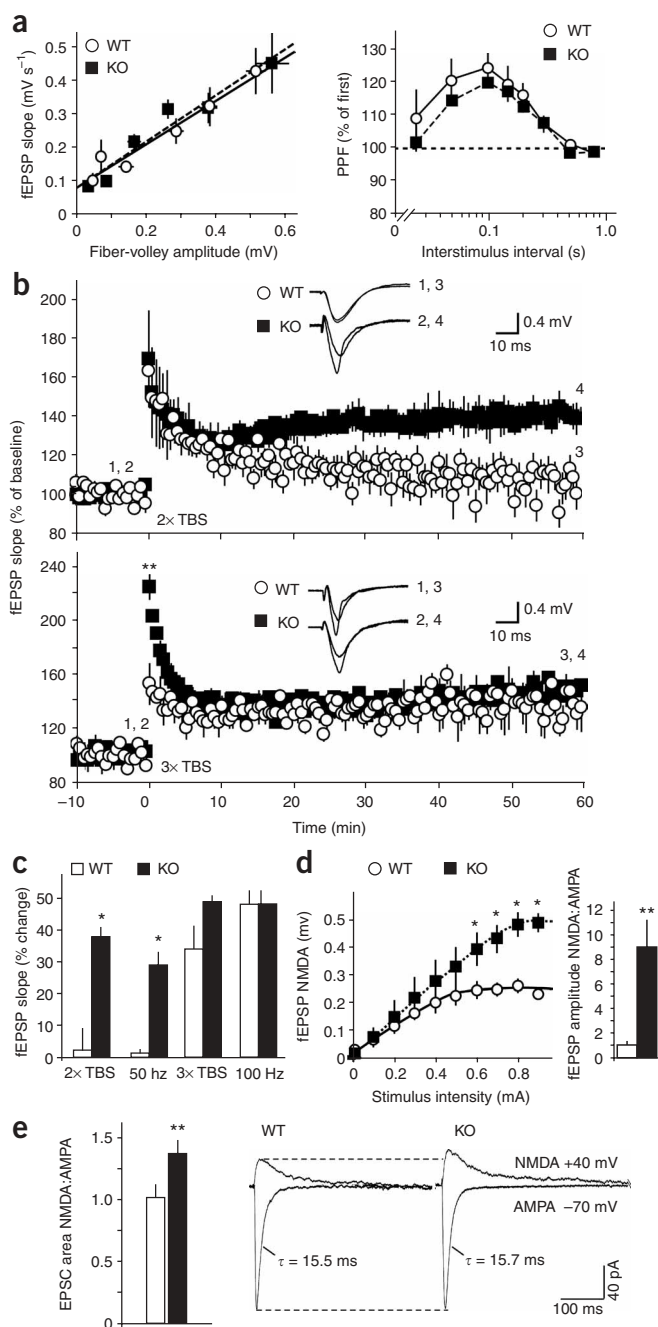 a
WT
KO
fEPSP slope (mV s⁻¹)
0.5
0.4
0.3
0.2
0.1
0
0
0.2
0.4
0.6
Fiber-volley amplitude (mV)
WT
KO
PPF (% of first)
130
120
110
100
90
80
0
0.1
1.0
Interstimulus interval (s)
b
WT
KO
1, 3
2, 4
0.4 mV
10 ms
fEPSP slope (% of baseline)
200
180
160
140
120
100
80
1, 2
2× TBS
4
3
**
WT
KO
1, 3
2, 4
0.4 mV
10 ms
240
220
180
140
100
80
1, 2
3× TBS
3, 4
–10
0
10
20
30
40
50
60
Time (min)
c
WT
KO
fEPSP slope (% change)
50
40
30
20
10
0
*
*
2× TBS
50 hz
3× TBS
100 Hz
d
WT
KO
fEPSP NMDA (mv)
0.5
0.4
0.3
0.2
0.1
0
* * * *
0
0.2
0.4
0.6
0.8
Stimulus intensity (mA)
fEPSP amplitude NMDA:AMPA
12
10
8
6
4
2
0
**
e
EPSC area NMDA:AMPA
1.5
1.0
0.5
0
**
WT
KO
NMDA +40 mV
AMPA –70 mV
τ = 15.5 ms
τ = 15.7 ms
40 pA
100 ms